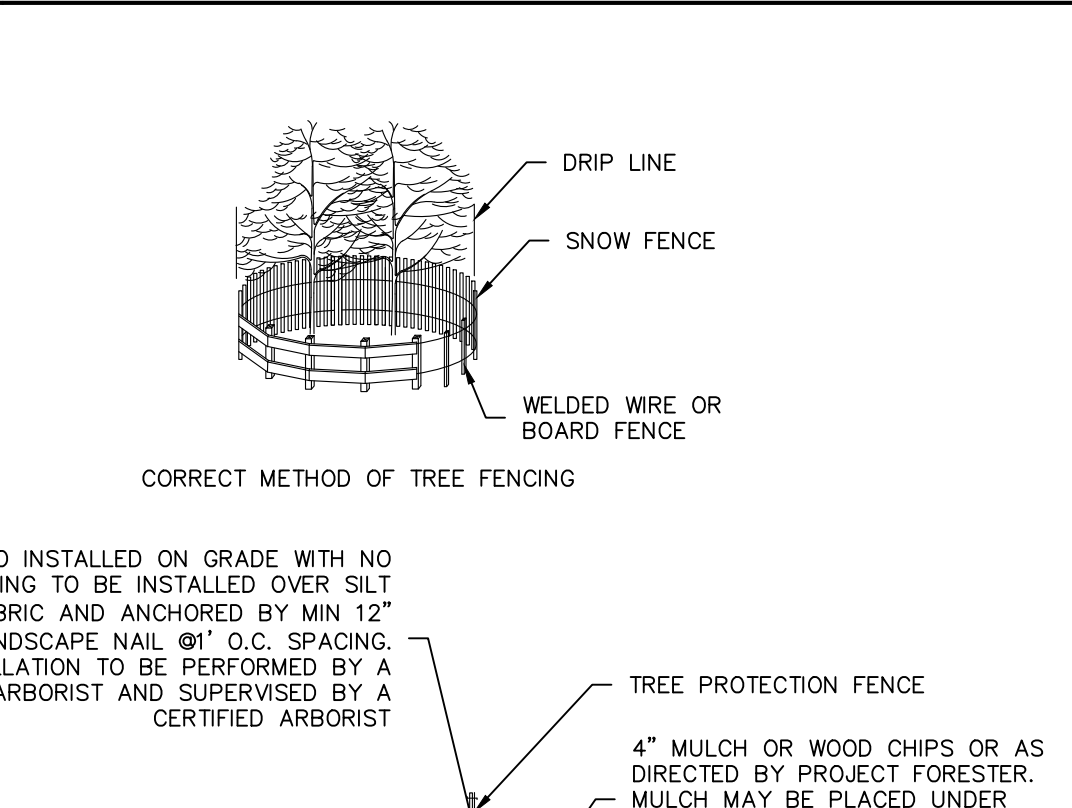 DRIP LINE
SNOW FENCE
WELDED WIRE OR
BOARD FENCE
CORRECT METHOD OF TREE FENCING
INSTALLED ON GRADE WITH NO
TO BE INSTALLED OVER SILT
AND ANCHORED BY MIN 12"
NAIL @1' O.C. SPACING.
TO BE PERFORMED BY A
ARBORIST AND SUPERVISED BY A
CERTIFIED ARBORIST
TREE PROTECTION FENCE
4" MULCH OR WOOD CHIPS OR AS
DIRECTED BY PROJECT FORESTER.
MULCH MAY BE PLACED UNDER